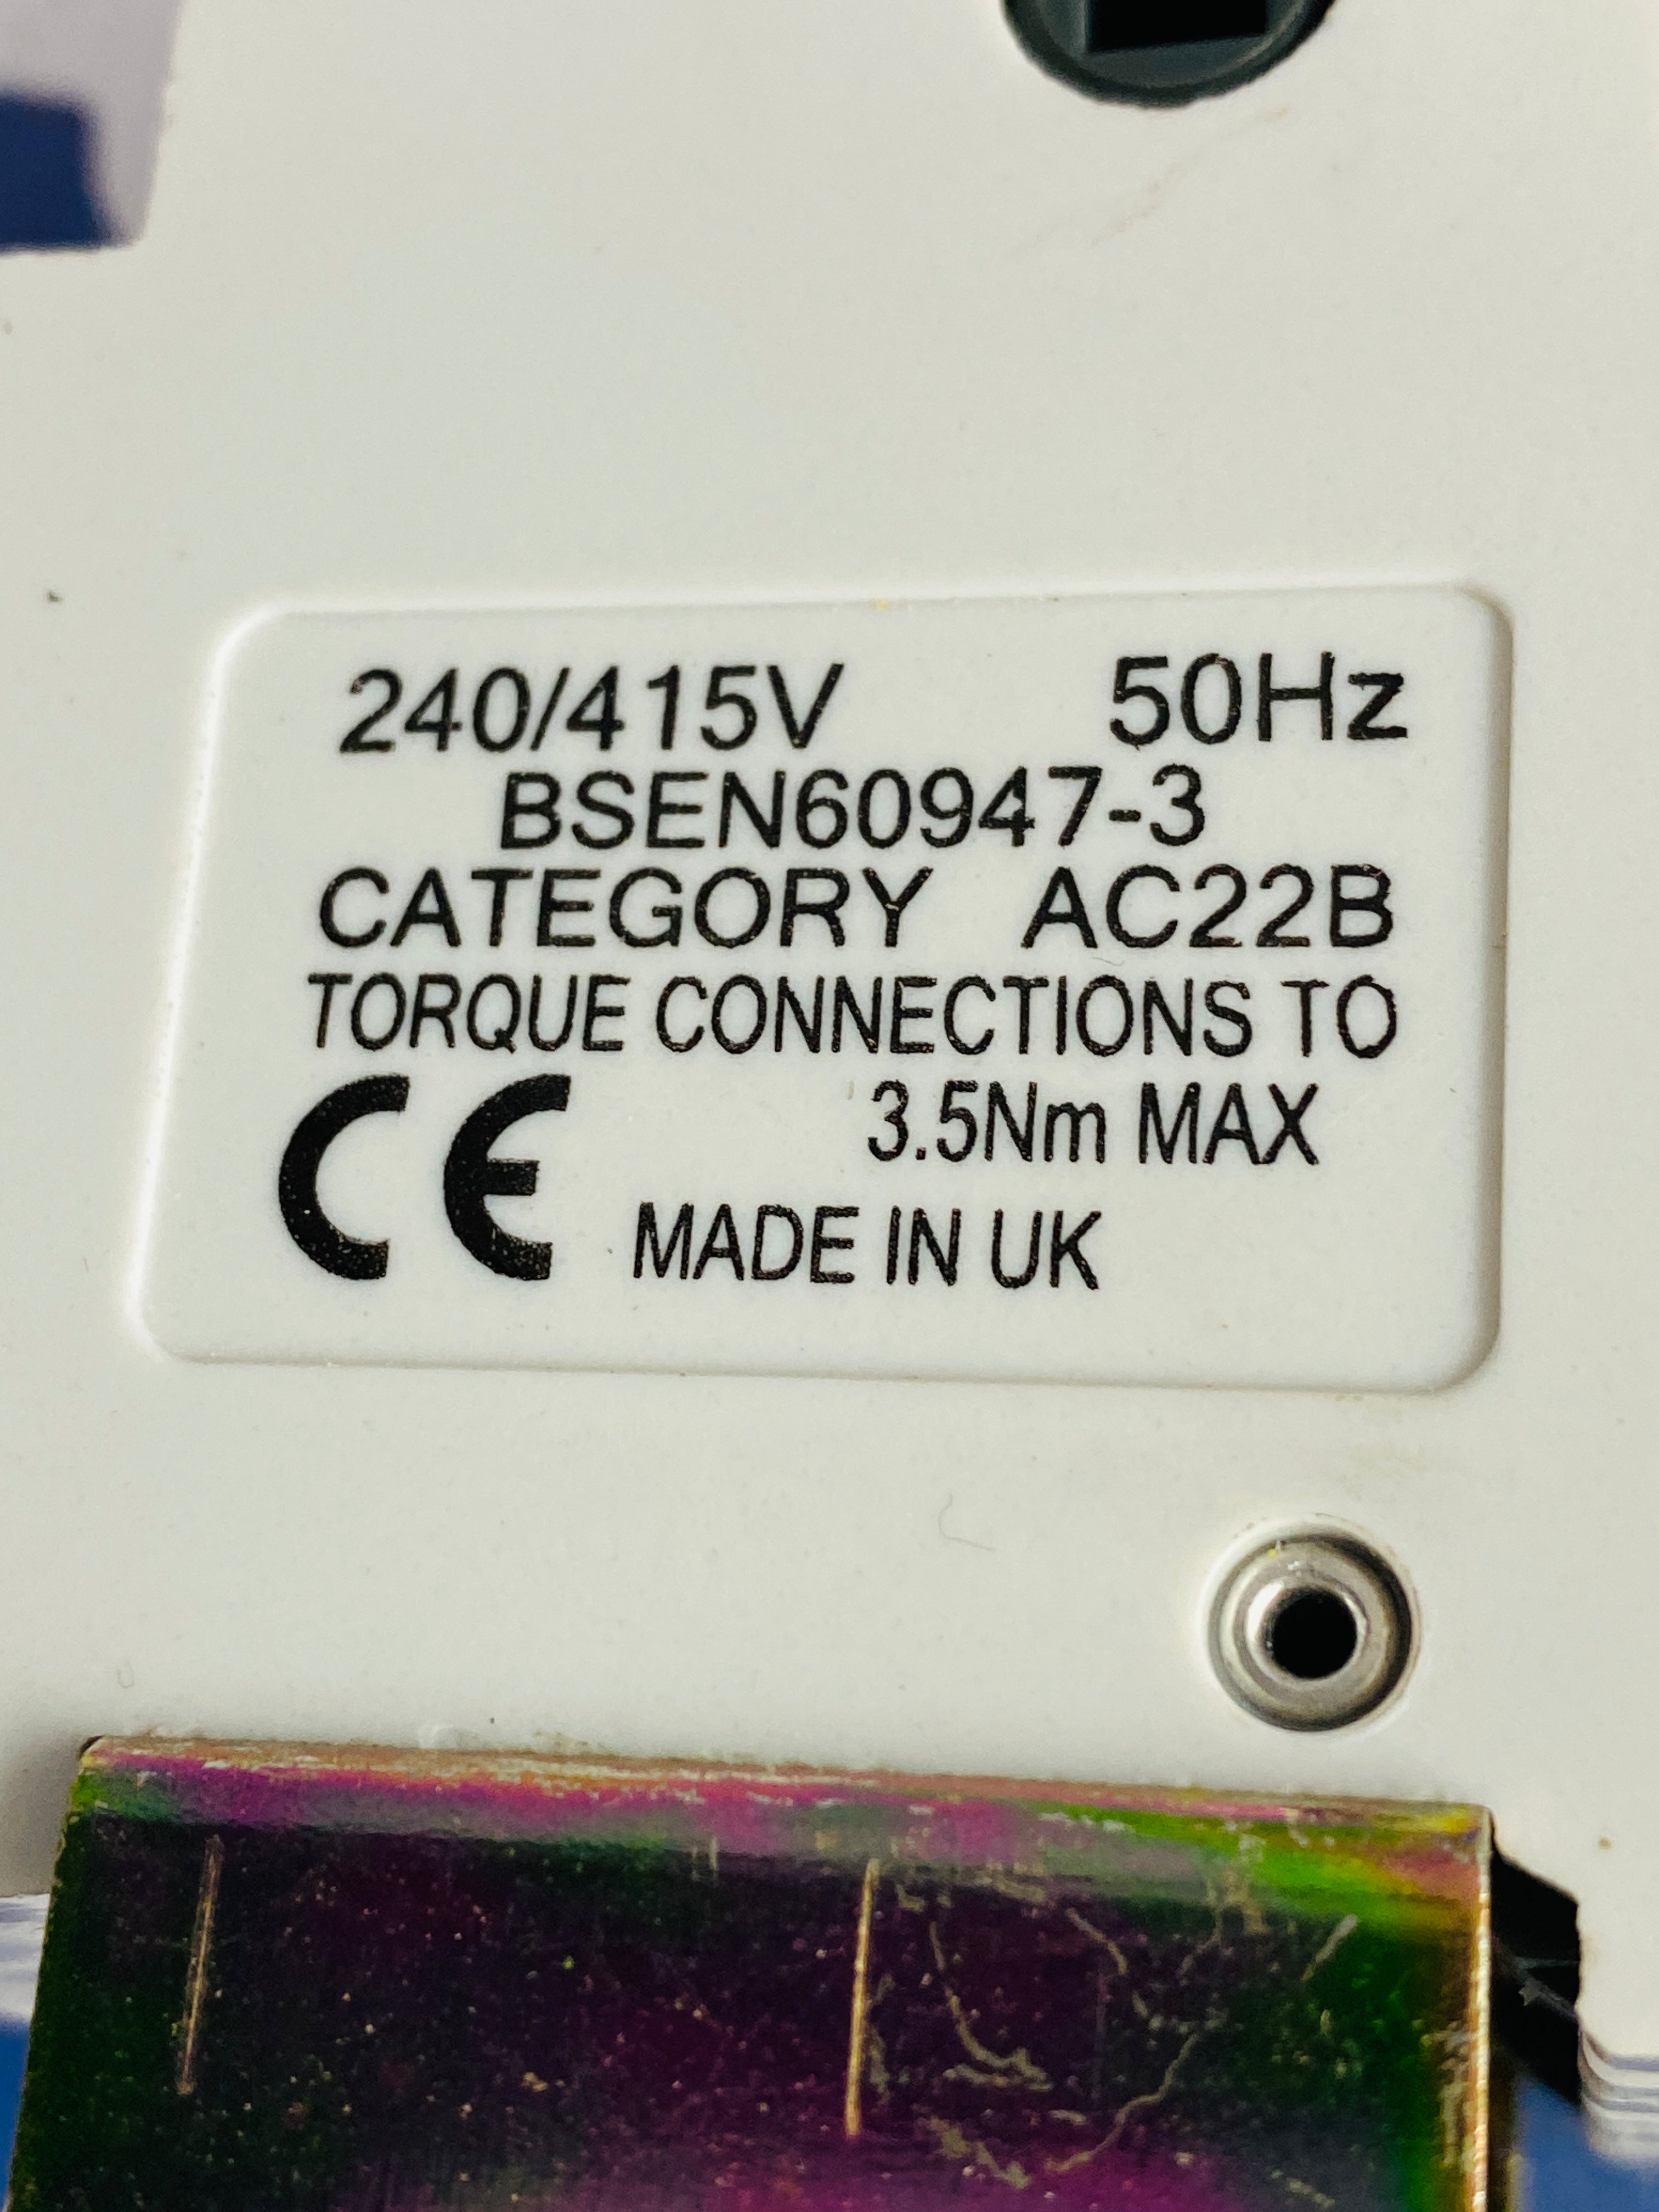 240/415V 50Hz
BSEN60947-3
CATEGORY AC22B
TORQUE CONNECTIONS TO
3.5Nm MAX
CE MADE IN UK